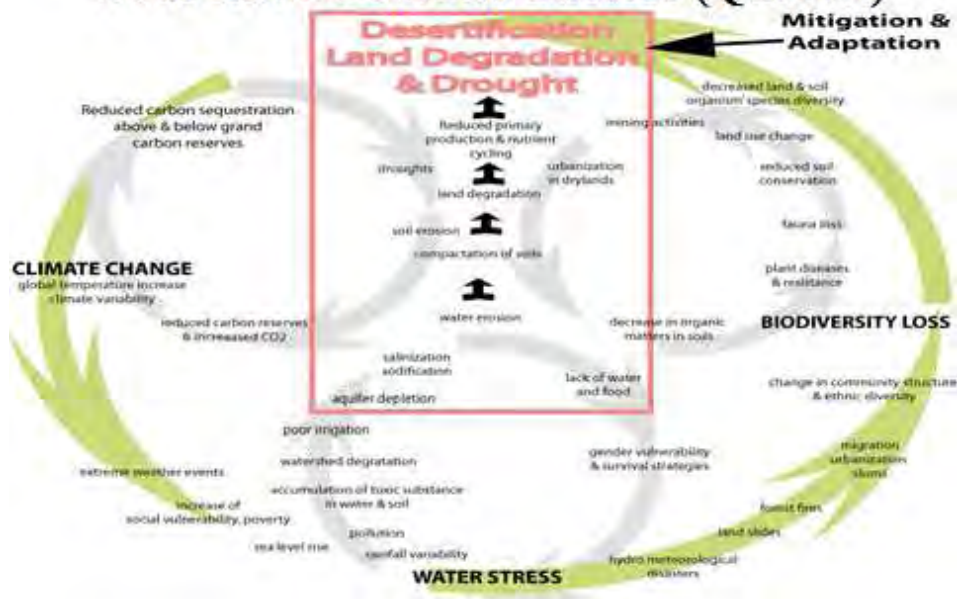 Mitigation &
Adaptation
Desertification
Land Degradation
& Drought
decreased land & soil
organism species diversity
Reduced carbon sequestration
above & below grand
carbon reserves
mining activities
land use change
Reduced primary
production & nutrient
cycling
droughts
urbanization
in drylands
reduced soil
conservation
land degradation
soil erosion
fauna loss
compactation of soils
CLIMATE CHANGE
global temperature increase
climate variability
plant diseases
& resistance
water erosion
reduced carbon reserves
& increased CO2
decrease in organic
matters in soils
BIODIVERSITY LOSS
salinization
sodification
lack of water
and food
change in community structure
& ethnic diversity
aquifer depletion
poor irrigation
gender vulnerability
& survival strategies
migration
urbanization
slums
watershed degratation
extreme weather events
accumulation of toxic substance
in water & soil
increase of
social vulnerability, poverty
forest fires
land slides
pollution
sea level rise
rainfall variability
hydro meteorological
disasters
WATER STRESS